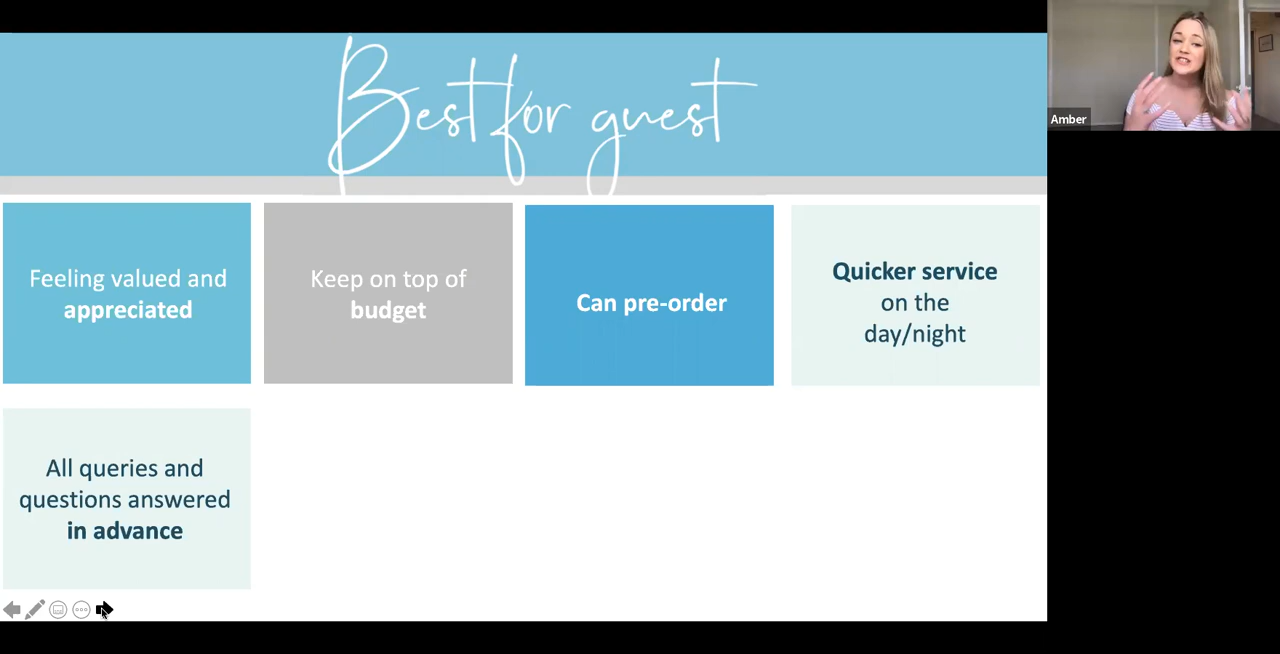 Best for guest
Amber
Feeling valued and
appreciated
Keep on top of
budget
Can pre-order
Quicker service
on the
day/night
All queries and
questions answered
in advance